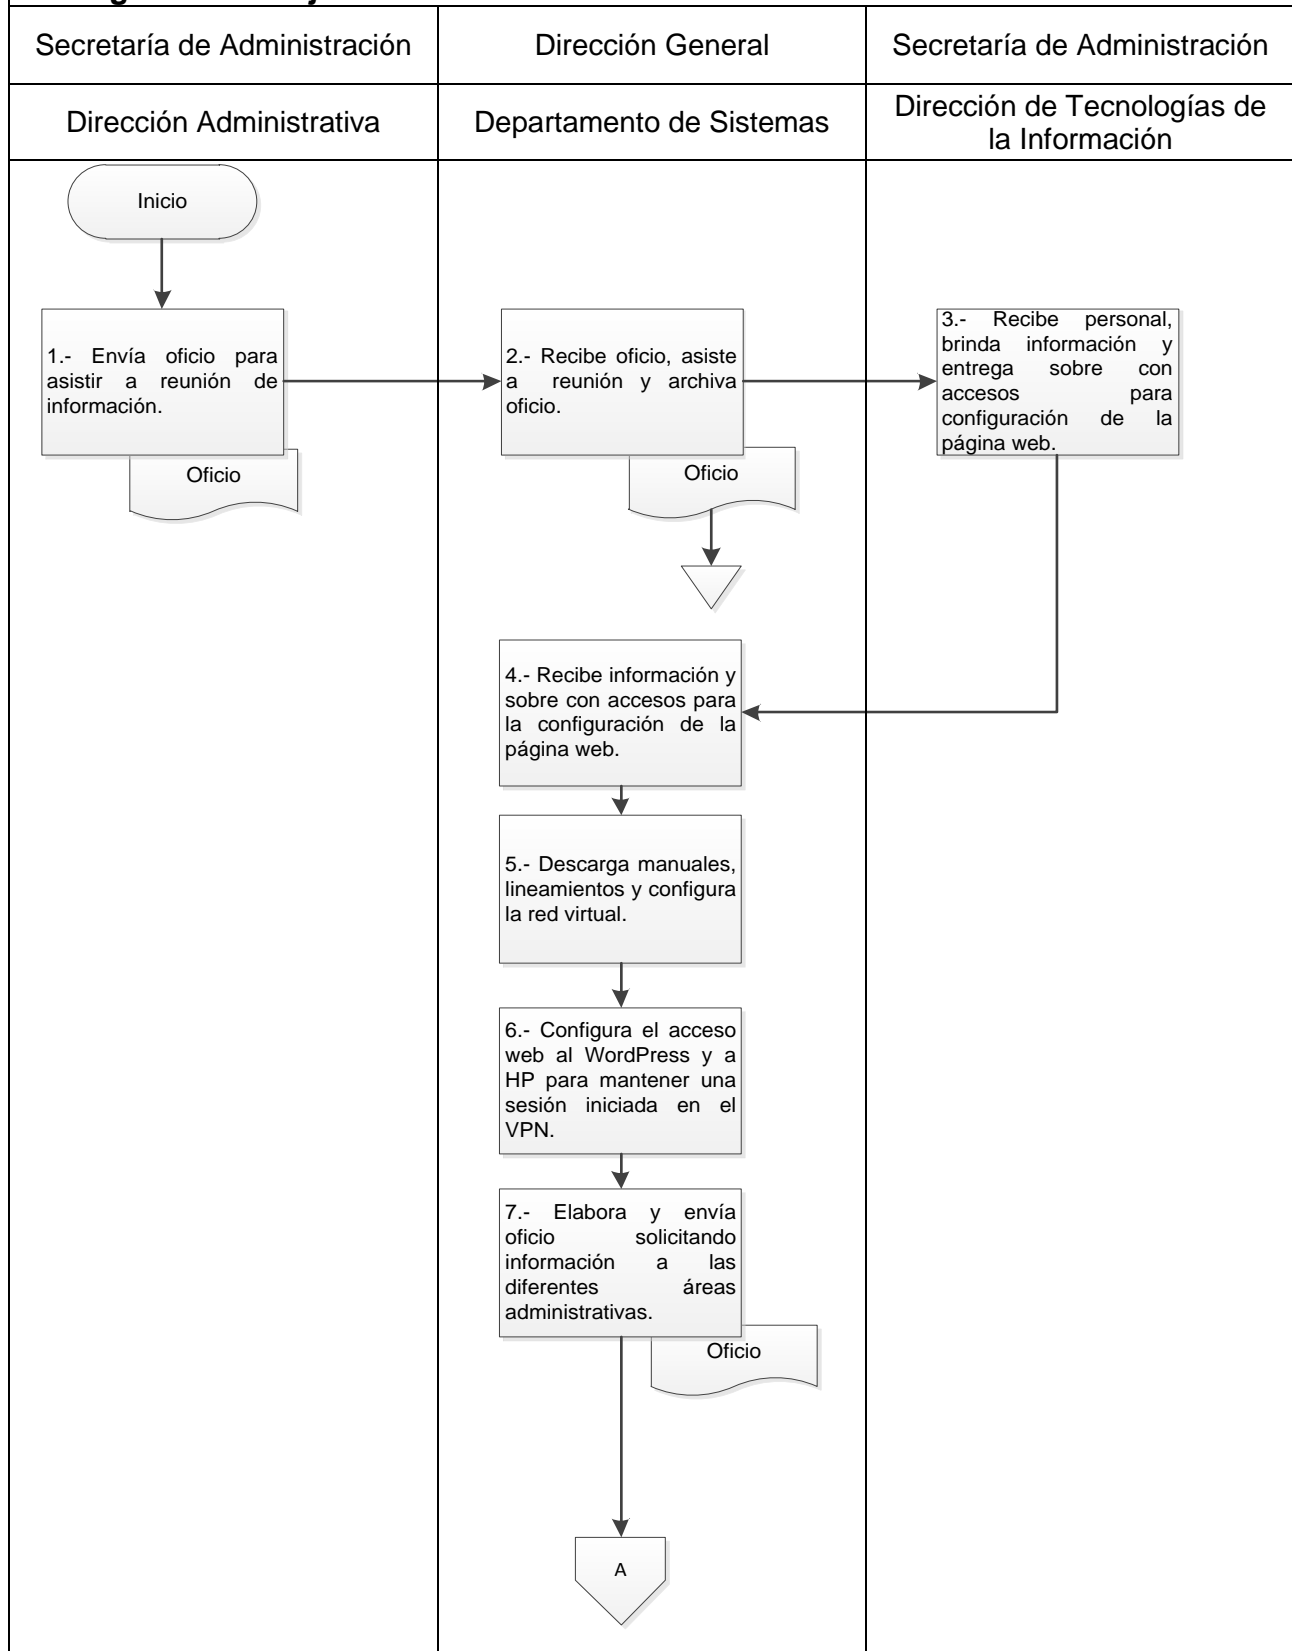 Secretaría de Administración
Dirección General
Secretaría de Administración
Dirección Administrativa
Departamento de Sistemas
Dirección de Tecnologías de
la Información
Inicio
1.- Envía oficio para
asistir a reunión de
información.
Oficio
2.- Recibe oficio, asiste
a reunión y archiva
oficio.
Oficio
3.- Recibe personal,
brinda información y
entrega sobre con
accesos para
configuración de la
página web.
4.- Recibe información y
sobre con accesos para
la configuración de la
página web.
5.- Descarga manuales,
lineamientos y configura
la red virtual.
6.- Configura el acceso
web al WordPress y a
HP para mantener una
sesión iniciada en el
VPN.
7.- Elabora y envía
oficio solicitando
información a las
diferentes áreas
administrativas.
Oficio
A